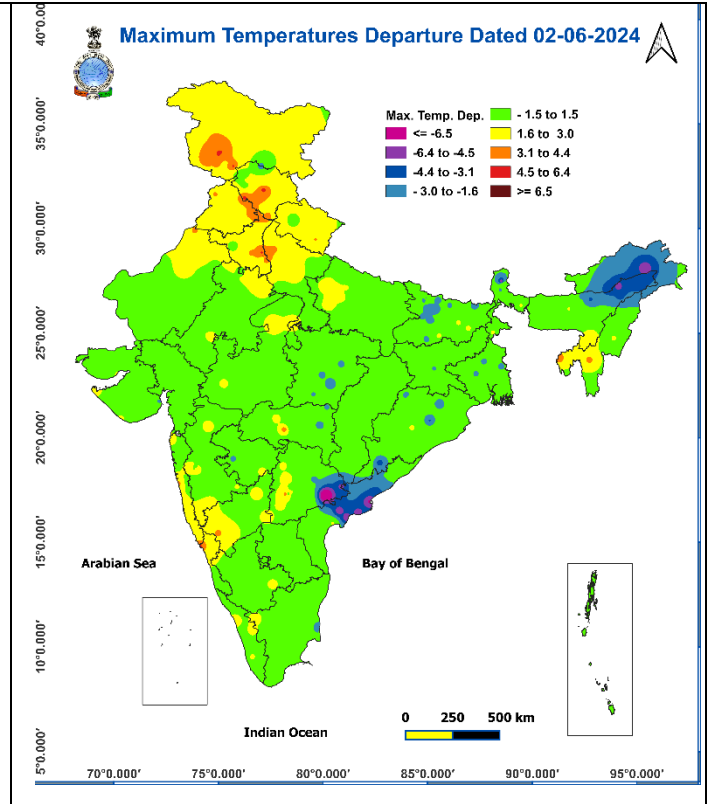 Maximum Temperatures Departure Dated 02-06-2024
Max. Temp. Dep.
<= -6.5
-6.4 to -4.5
-4.4 to -3.1
- 3.0 to -1.6
- 1.5 to 1.5
1.6 to 3.0
3.1 to 4.4
4.5 to 6.4
>= 6.5
40°0.000'
35°0.000'
30°0.000'
25°0.000'
20°0.000'
15°0.000'
10°0.000'
5°0.000'
Arabian Sea
Bay of Bengal
Indian Ocean
0 250 500 km
70°0.000' 75°0.000' 80°0.000' 85°0.000' 90°0.000' 95°0.000'